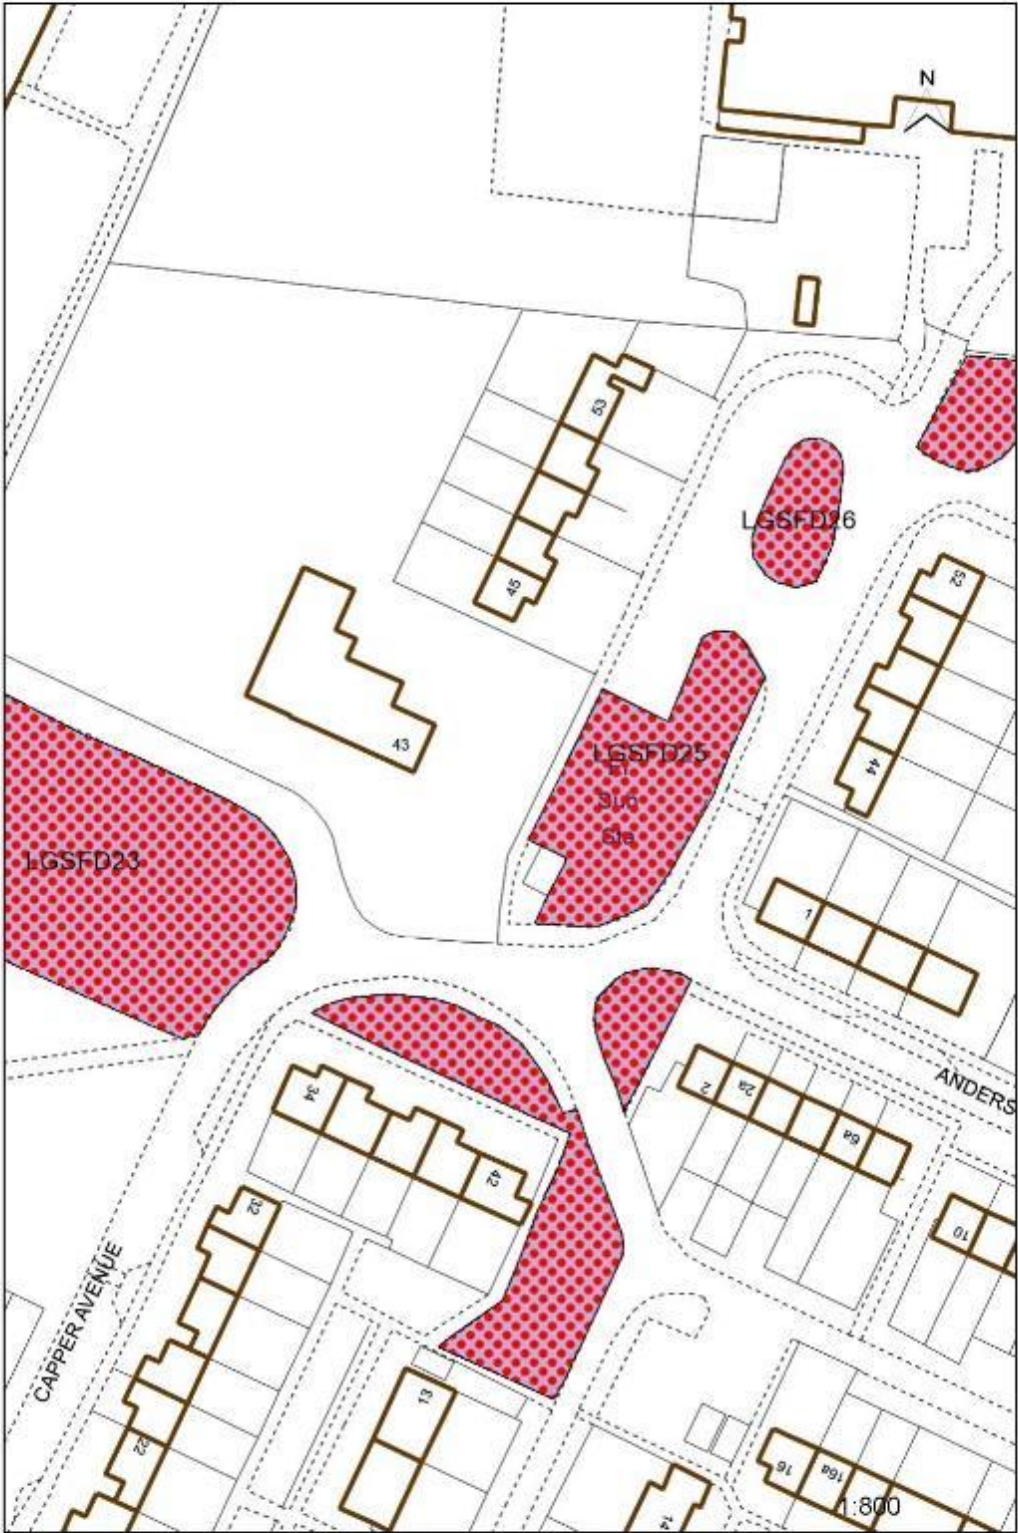 N
53
LGSFD26
45
52
43
LGSFD25
El
Sub
Sta
44
LGSFD23
1
34
2
2a
6a
ANDERS
42
32
10
CAPPER AVENUE
13
22
16
16a
14
1:800